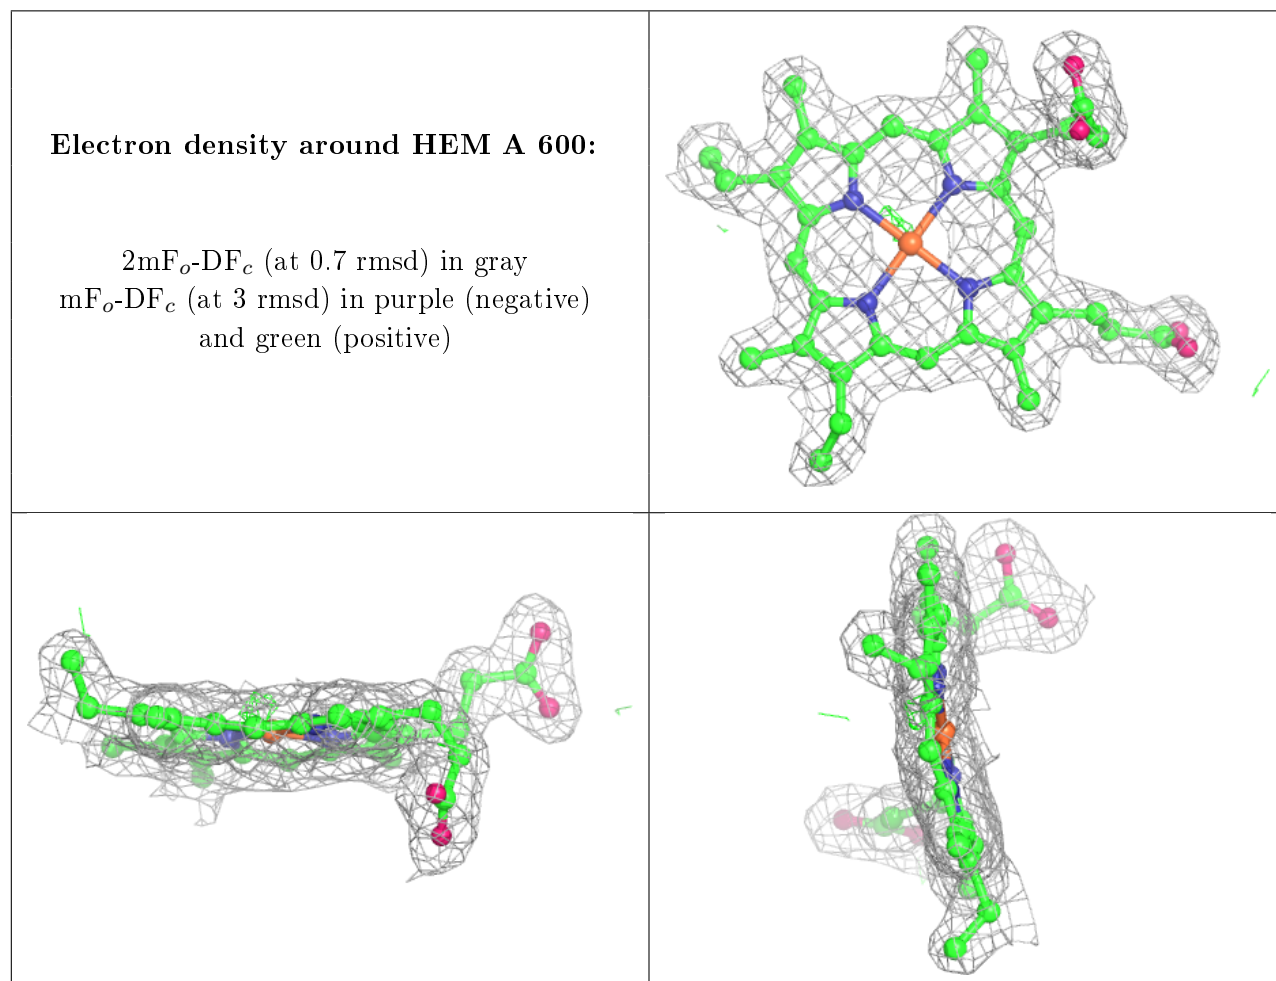 Electron density around HEM A 600:
2mFₒ-DF𝒸 (at 0.7 rmsd) in gray
mFₒ-DF𝒸 (at 3 rmsd) in purple (negative)
and green (positive)